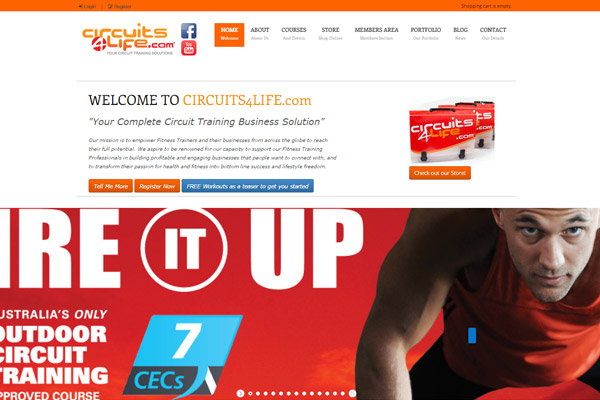 Login | Register
Shopping cart is empty.
circuits
4Life.com
YOUR CIRCUIT TRAINING SOLUTIONS
f
You Tube
HOME ABOUT COURSES STORE MEMBERS AREA PORTFOLIO BLOG CONTACT
Welcome About Us And Events Shop Online Members Section Our Portfolio News Our Details
WELCOME TO CIRCUITS4LIFE.com
"Your Complete Circuit Training Business Solution"
Our mission is to empower Fitness Trainers and their businesses from across the globe to reach
their full potential. We aspire to be renowned for our capacity to support our Fitness Training
Professionals in building profitable and engaging businesses that people want to connect with, and
to transform their passion for health and fitness into bottom line success and lifestyle freedom.
Tell Me More Register Now FREE Workouts as a teaser to get you started
circuits
4Life.com
Check out our Store!
IRE IT UP
AUSTRALIA'S ONLY
OUTDOOR
CIRCUIT
TRAINING
APPROVED COURSE
7
CECs